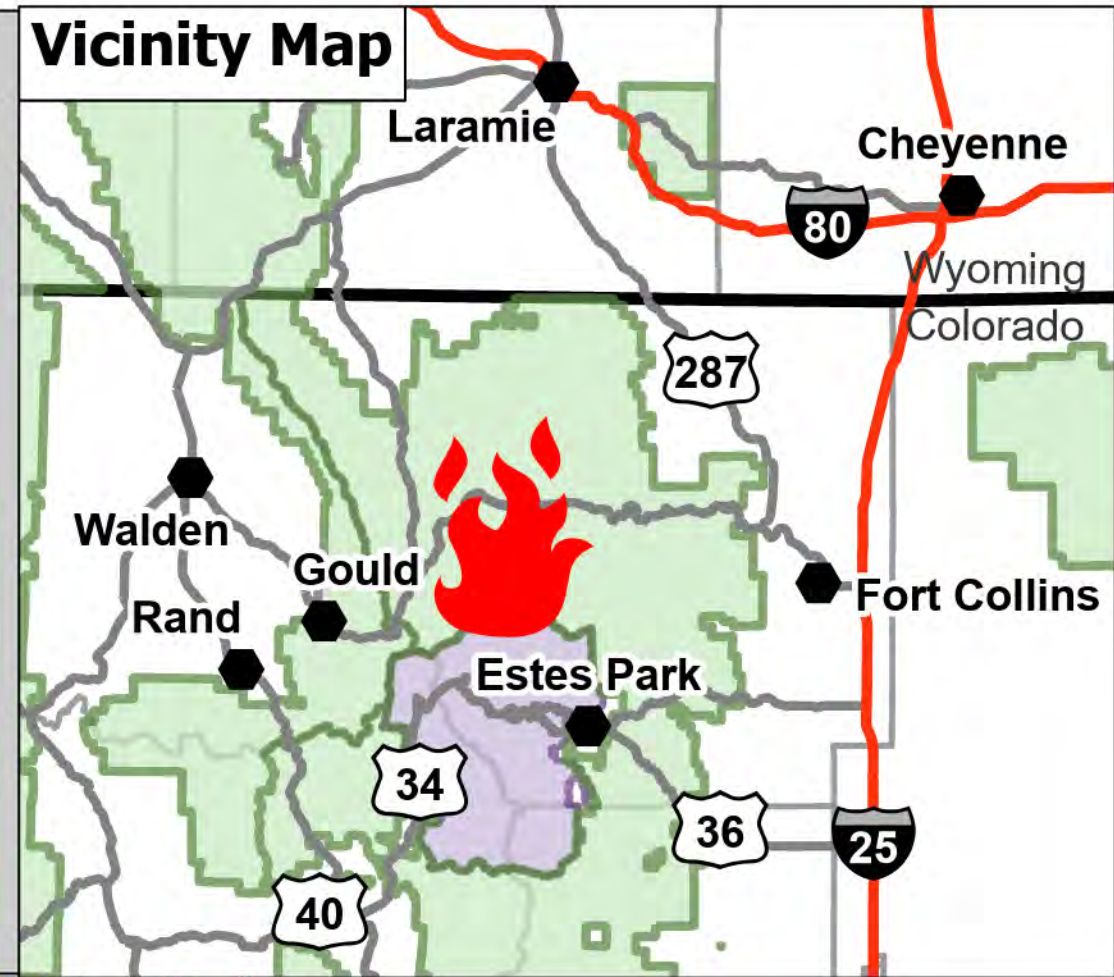 Vicinity Map
Laramie
Cheyenne
80
Wyoming
Colorado
287
Walden
Gould
Fort Collins
Rand
Estes Park
34
36
25
40